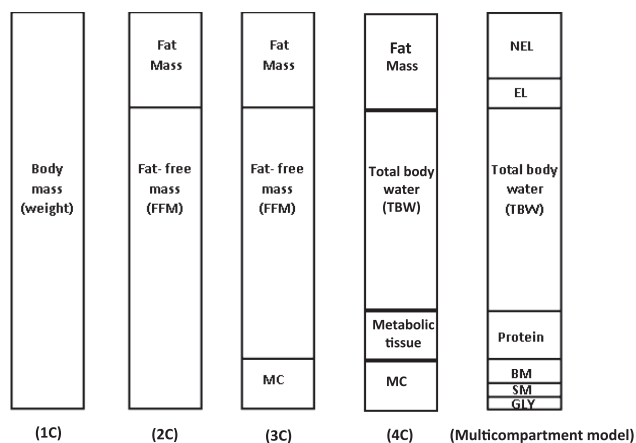 Body
mass
(weight)
(1C)
Fat
Mass
Fat- free
mass
(FFM)
(2C)
Fat
Mass
Fat- free
mass
(FFM)
MC
(3C)
Fat
Mass
Total body
water
(TBW)
Metabolic
tissue
MC
(4C)
NEL
EL
Total body
water
(TBW)
Protein
BM
SM
GLY
(Multicompartment model)